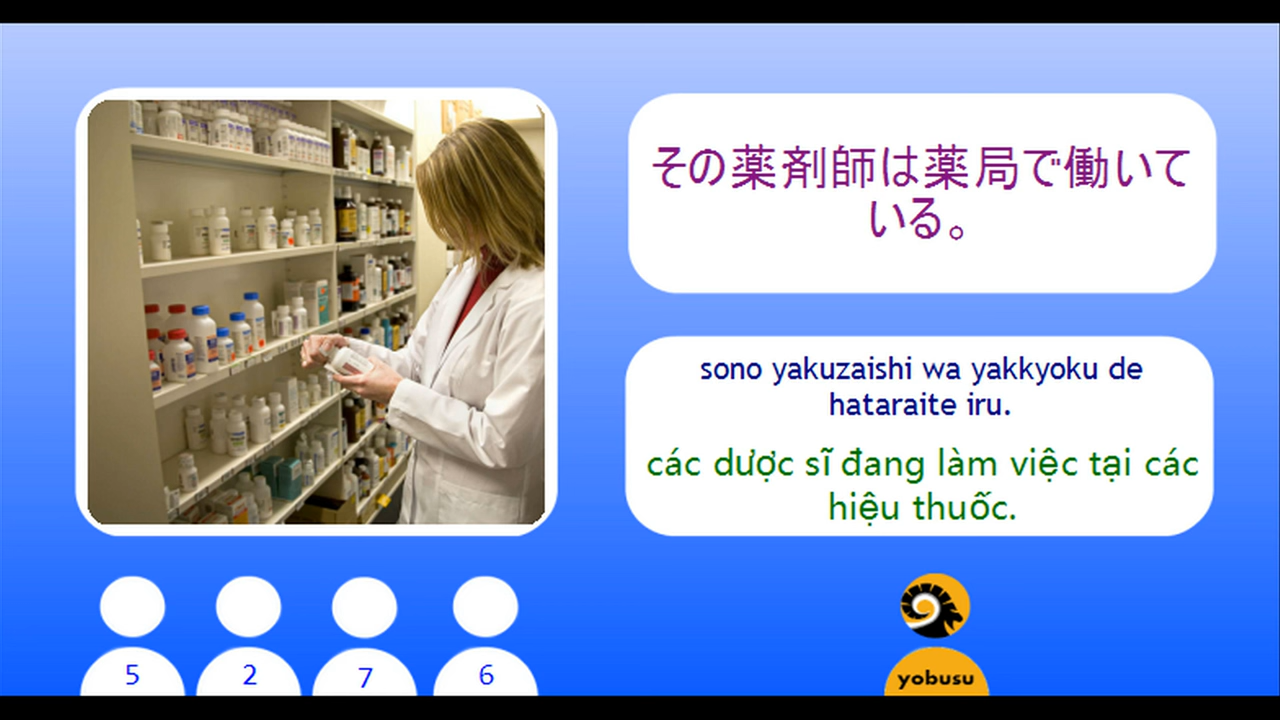 その薬剤師は薬局で働いて
いる。
sono yakuzaishi wa yakkyoku de
hataraite iru.
các dược sĩ đang làm việc tại các
hiệu thuốc.
5 2 7 6
yobusu